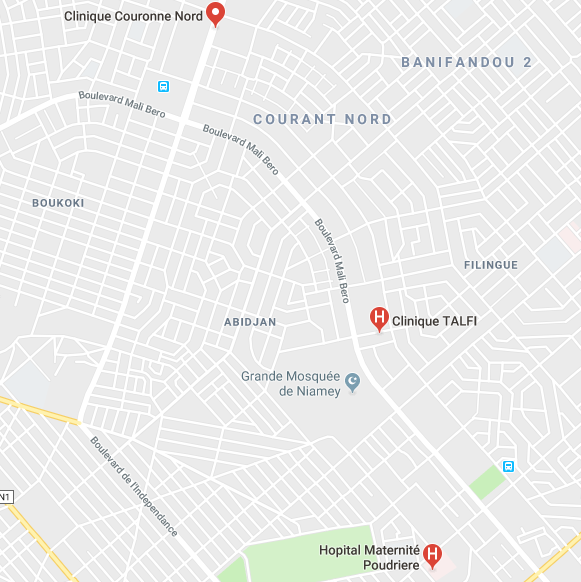 Clinique Couronne Nord
BANIFANDOU 2
Boulevard Mali Bero
COURANT NORD
Boulevard Mali Bero
BOUKOKI
Boulevard Mali Bero
FILINGUE
ABIDJAN
H Clinique TALFI
Grande Mosquée
de Niamey
Boulevard de l'Independance
N1
Hopital Maternité
Poudriere
H